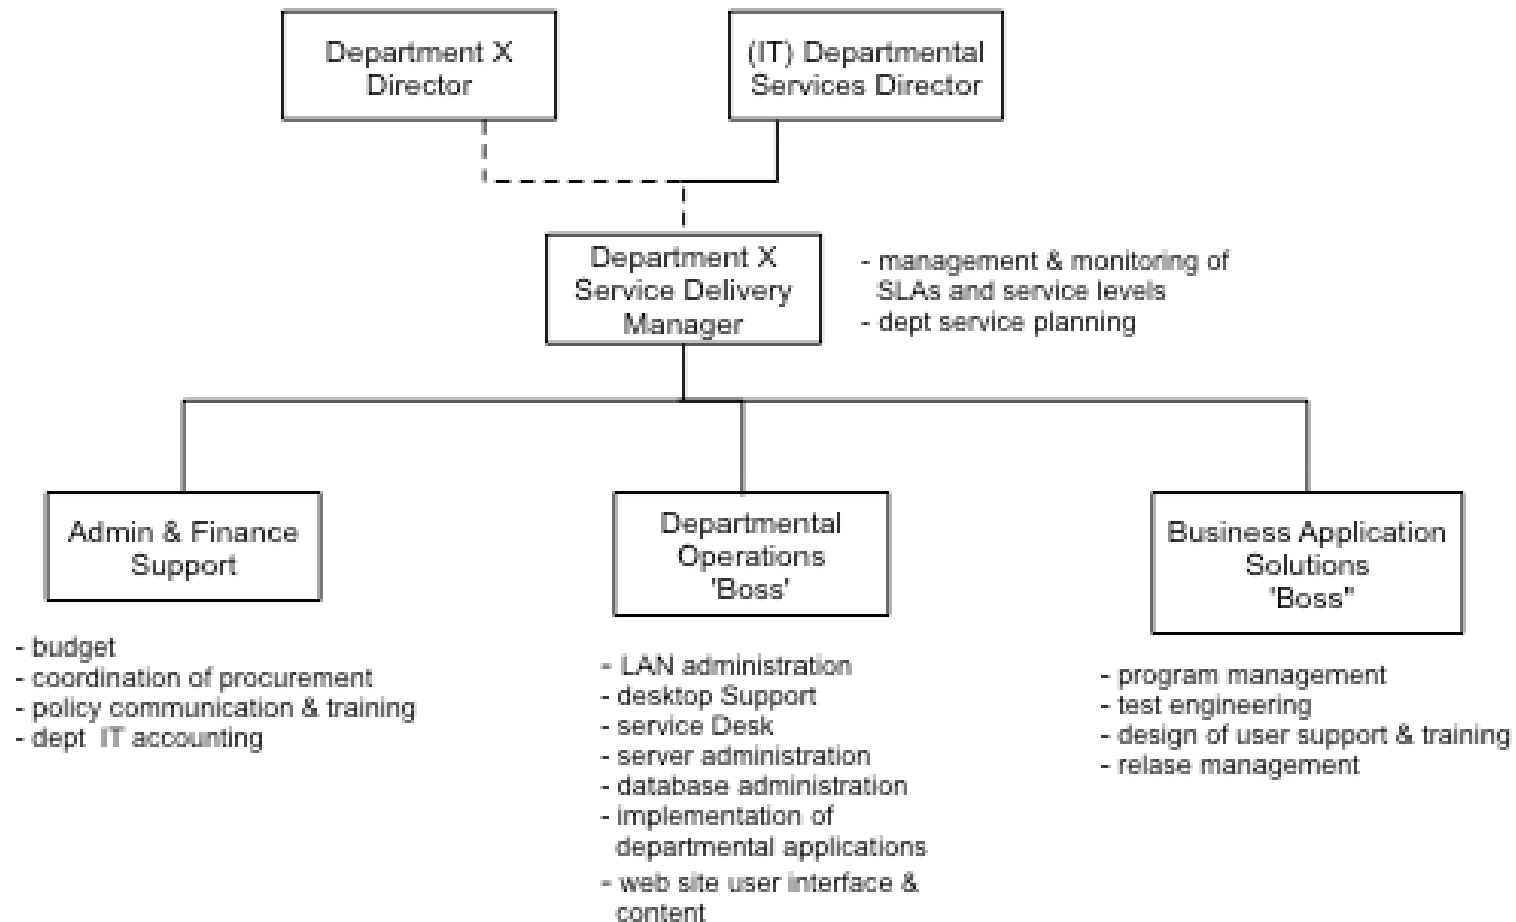 Department X
Director
(IT) Departmental
Services Director
Department X
Service Delivery
Manager
- management & monitoring of
SLAs and service levels
- dept service planning
Admin & Finance
Support
- budget
- coordination of procurement
- policy communication & training
- dept  IT accounting
Departmental
Operations
'Boss'
- LAN administration
- desktop Support
- service Desk
- server administration
- database administration
- implementation of
departmental applications
- web site user interface &
content
Business Application
Solutions
'Boss"
- program management
- test engineering
- design of user support & training
- relase management